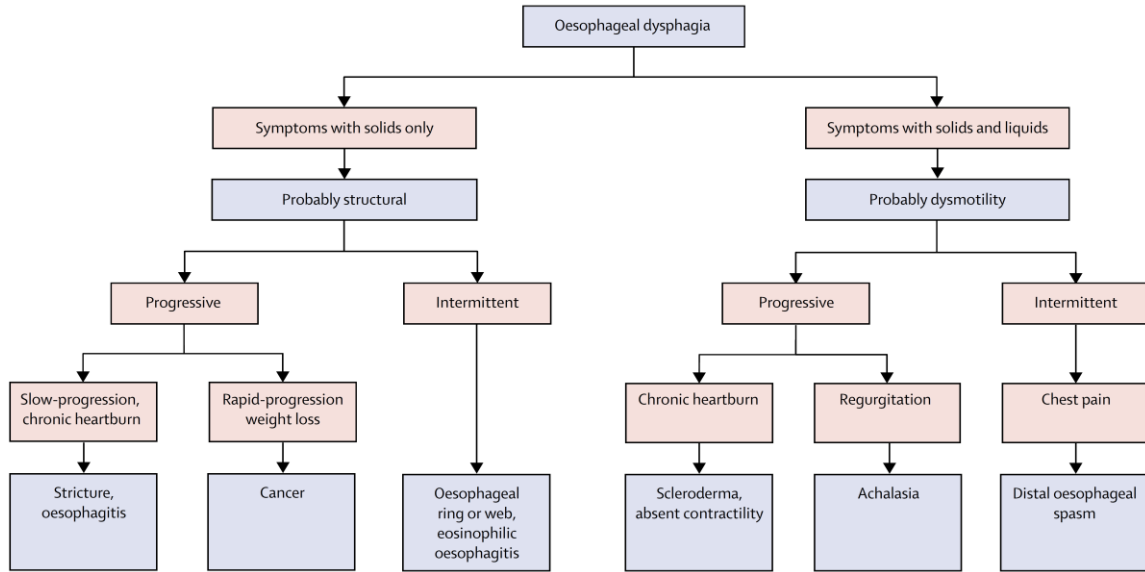 Oesophageal dysphagia
Symptoms with solids only
Symptoms with solids and liquids
Probably structural
Probably dysmotility
Progressive
Intermittent
Progressive
Intermittent
Slow-progression,
chronic heartburn
Rapid-progression
weight loss
Chronic heartburn
Regurgitation
Chest pain
Stricture,
oesophagitis
Cancer
Oesophageal
ring or web,
eosinophilic
oesophagitis
Scleroderma,
absent contractility
Achalasia
Distal oesophageal
spasm